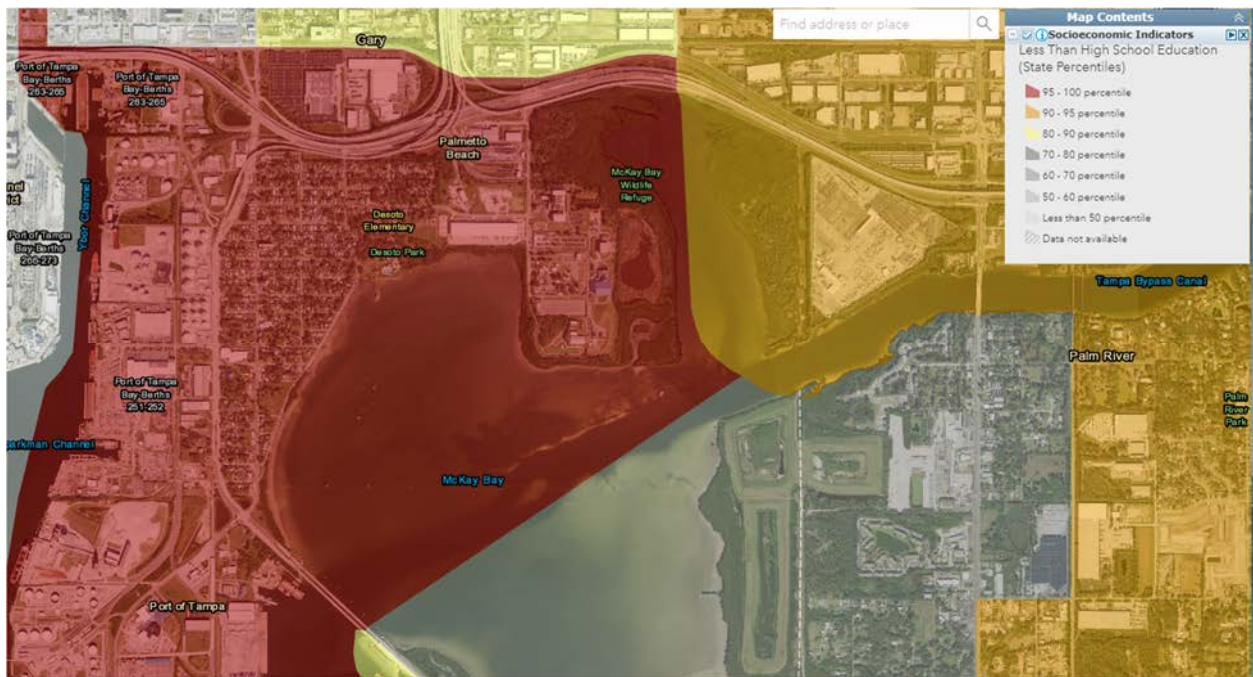 Find address or place
Map Contents
Socioeconomic Indicators
Less Than High School Education
(State Percentiles)
95 - 100 percentile
90 - 95 percentile
80 - 90 percentile
70 - 80 percentile
60 - 70 percentile
50 - 60 percentile
Less than 50 percentile
Data not available
Gary
Port of Tampa
Bay-Berths
263-265
Port of Tampa
Bay-Berths
263-265
Palmetto
Beach
McKay Bay
Wildlife
Refuge
Ybor Channel
Desoto
Elementary
Desoto Park
Port of Tampa
Bay-Berths
266-273
Tampa Bypass Canal
Palm River
Port of Tampa
Bay-Berths
251-252
Palm
River
Park
McKay Bay
Port of Tampa